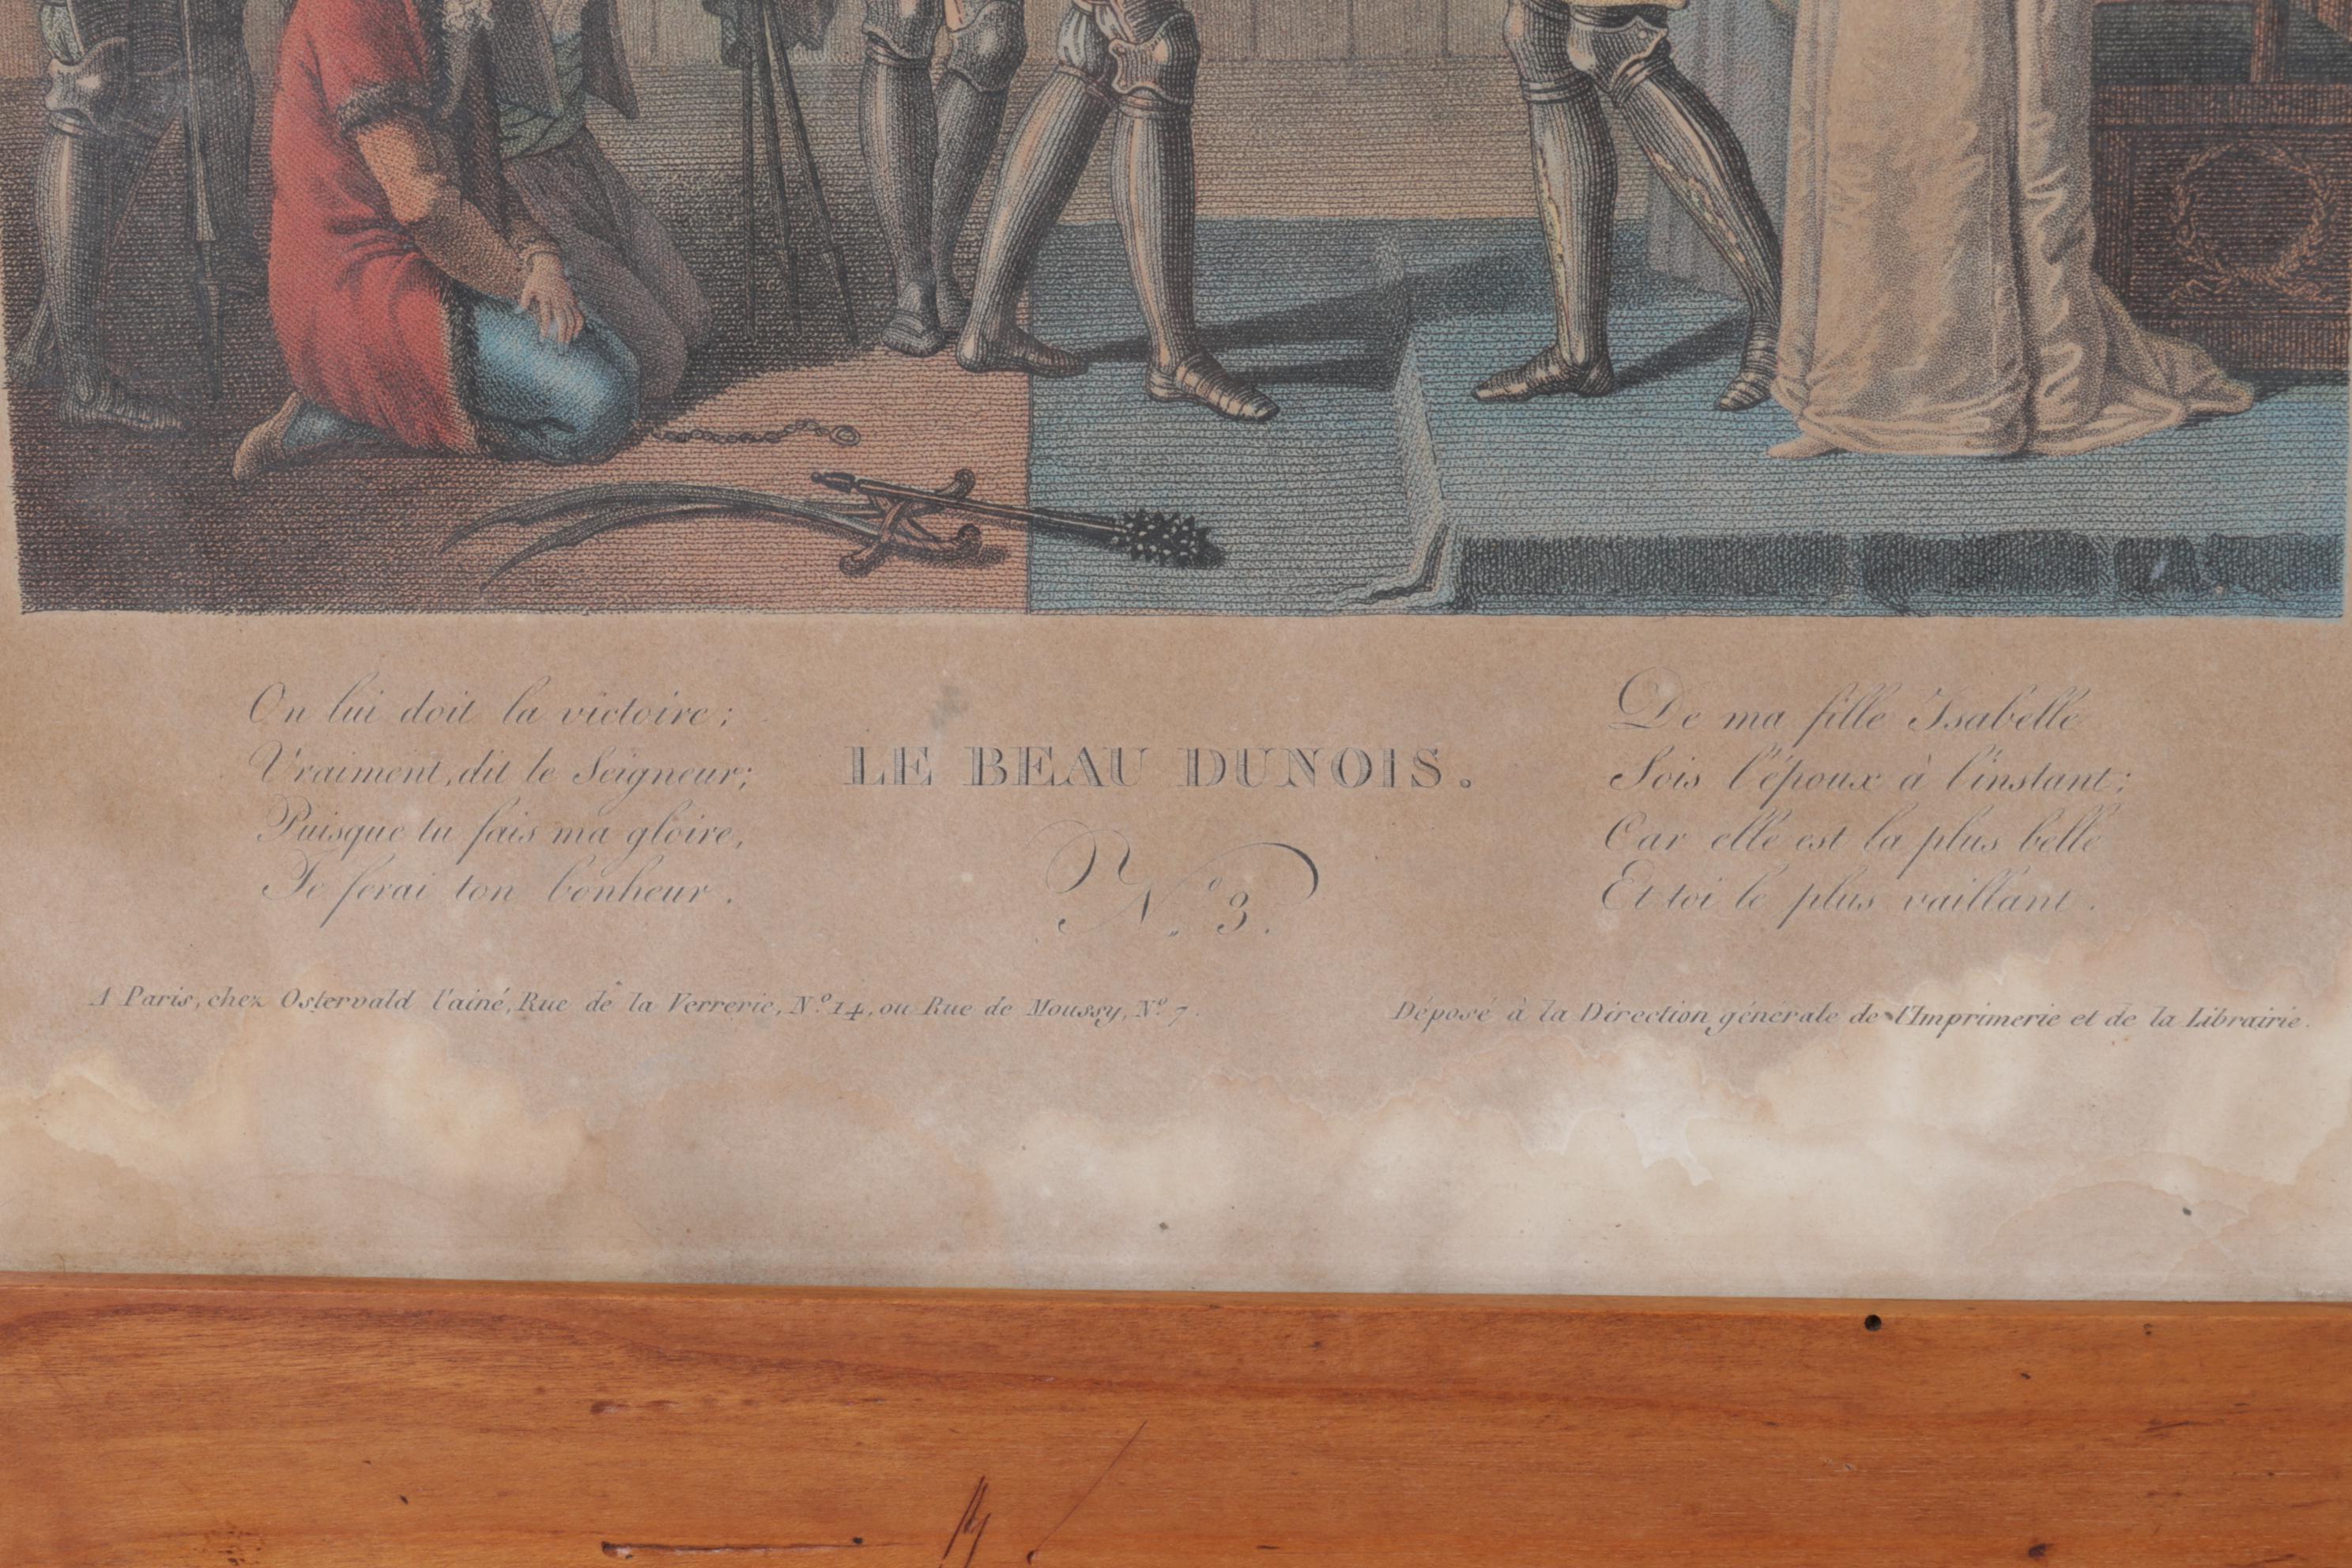 On lui doit la victoire;
Vraiment, dit le Seigneur;
Puisque tu fais ma gloire,
Je ferai ton bonheur.
LE BEAU DUNOIS.
N.º 3.
De ma fille Isabelle
Sois l'époux à l'instant;
Car elle est la plus belle
Et toi le plus vaillant.
A Paris, chez Ostervald l'ainé, Rue de la Verrerie, N.º 14, ou Rue de Moussy, N.º 7.
Déposé à la Direction générale de l'Imprimerie et de la Librairie.